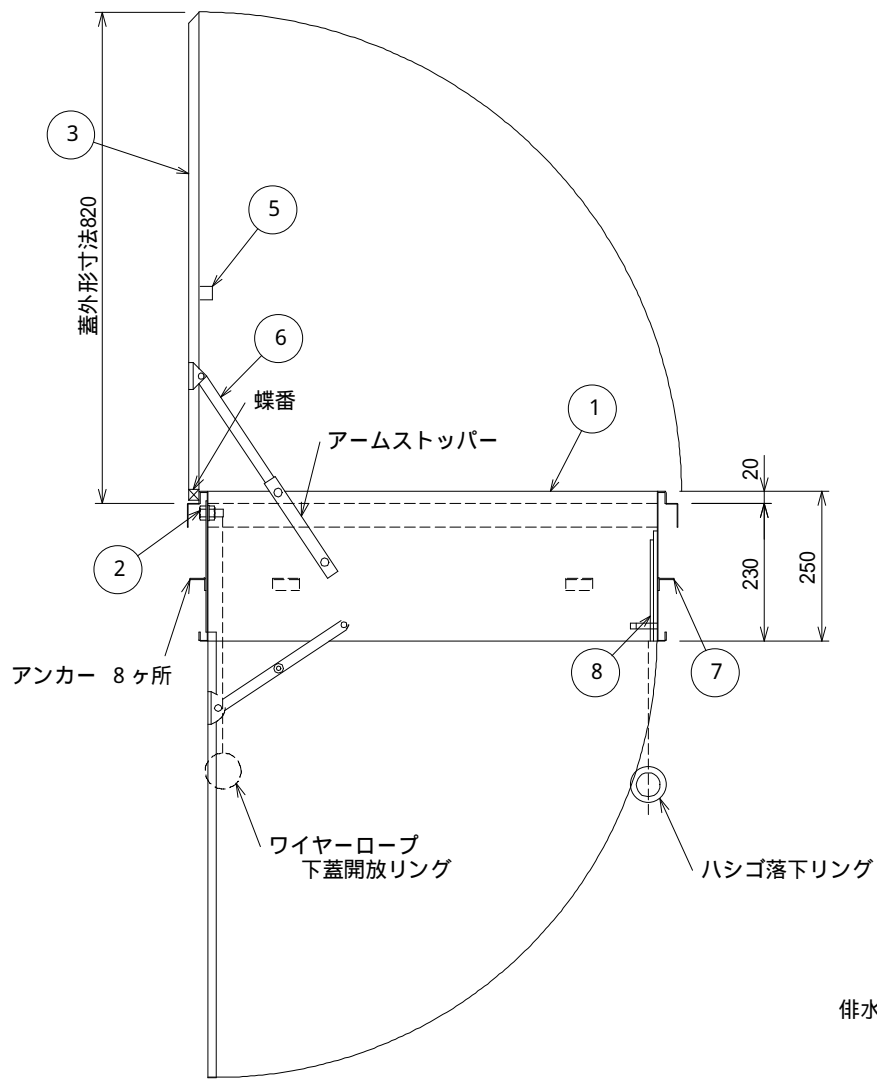 3
5
蓋外形寸法820
6
蝶番
1
アームストッパー
20
2
230
250
アンカー 8ヶ所
8
7
ワイヤーロープ
下蓋開放リング
ハシゴ落下リング
俳水